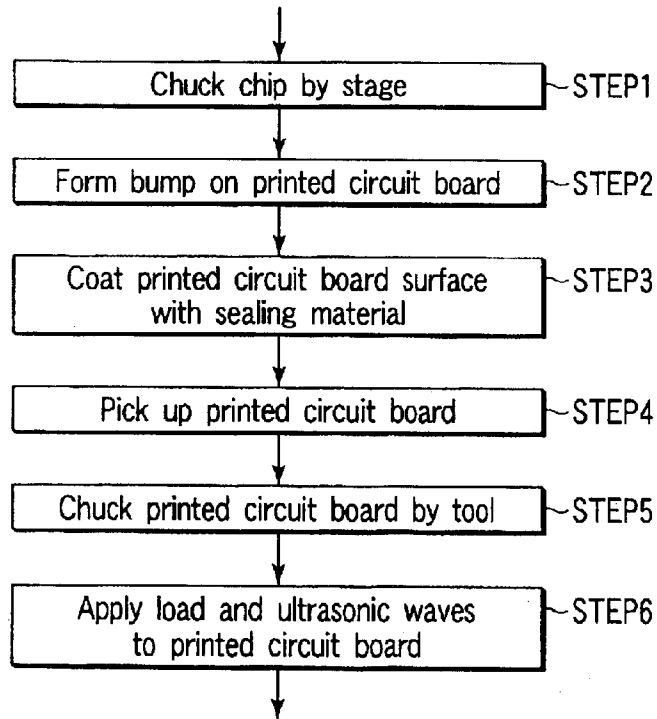 Chuck chip by stage
STEP1
Form bump on printed circuit board
STEP2
Coat printed circuit board surface
with sealing material
STEP3
Pick up printed circuit board
STEP4
Chuck printed circuit board by tool
STEP5
Apply load and ultrasonic waves
to printed circuit board
STEP6